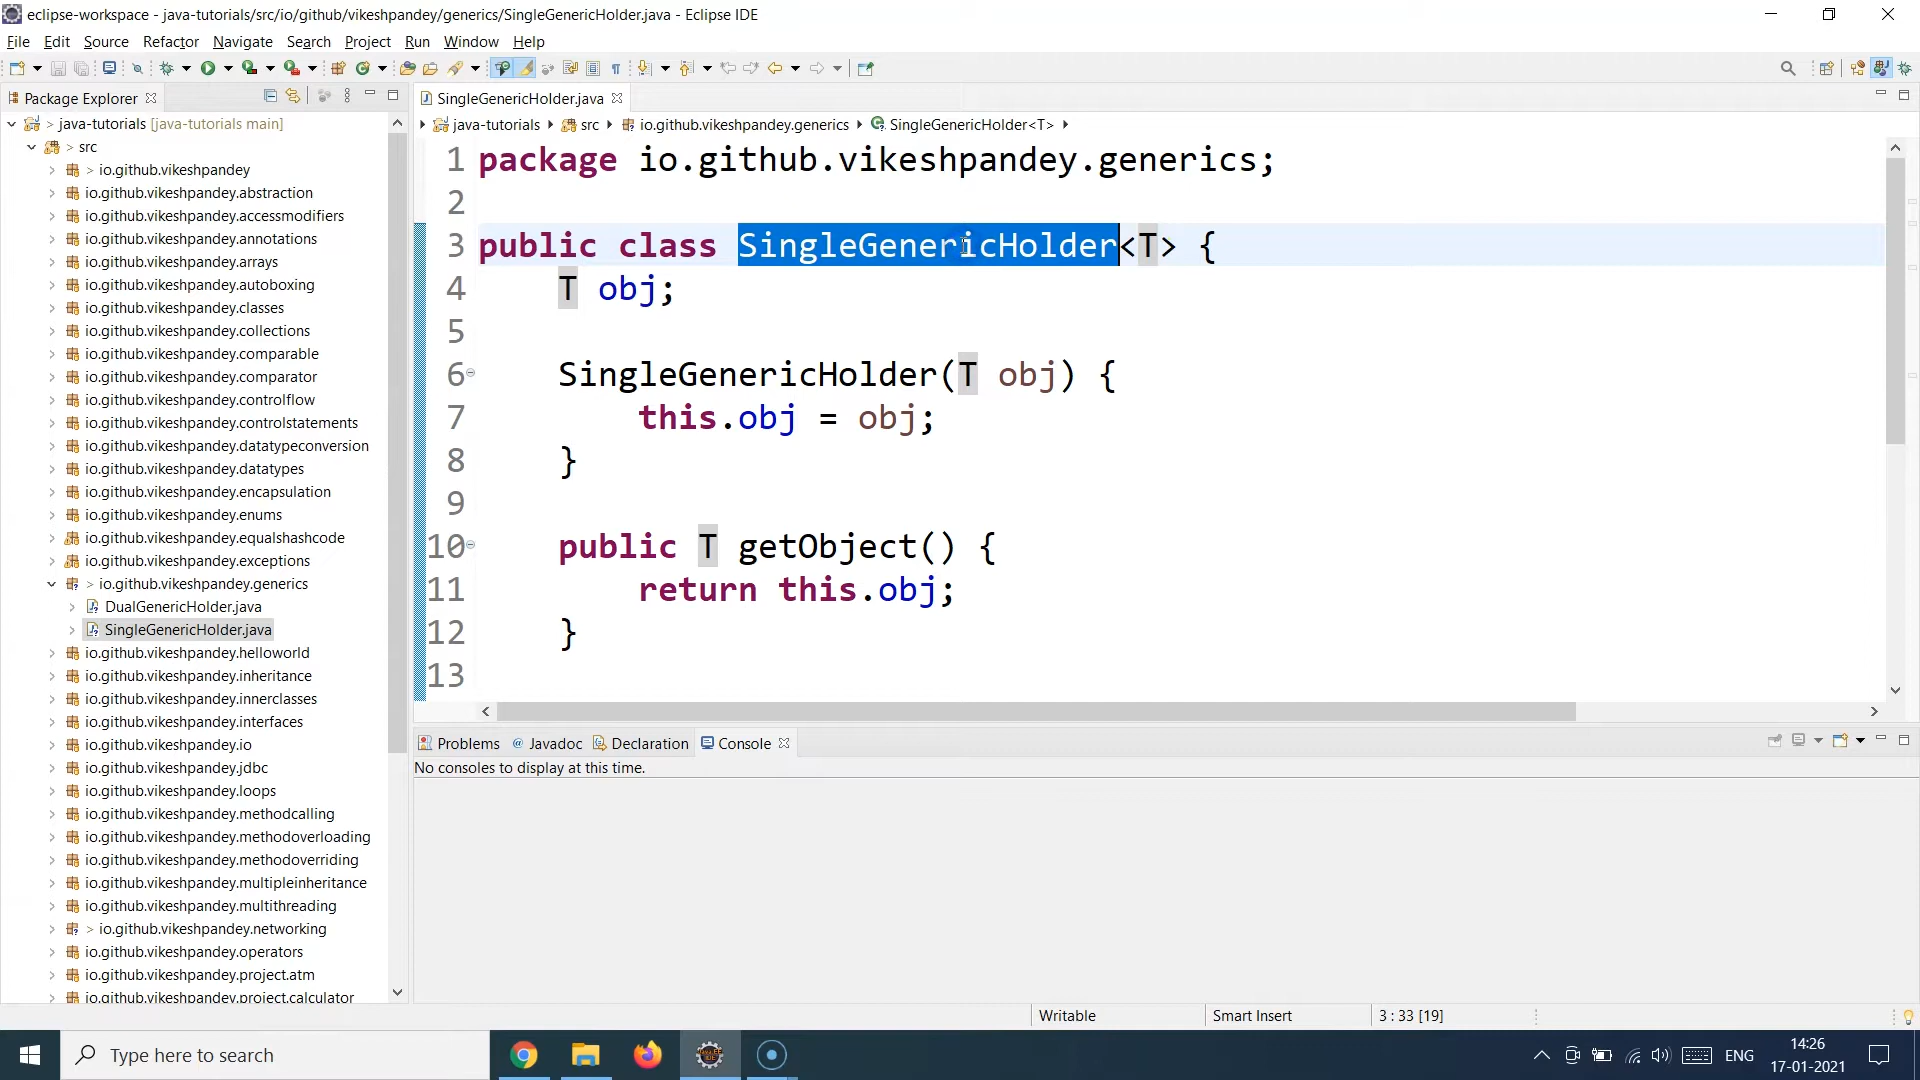 eclipse-workspace - java-tutorials/src/io/github/vikeshpandey/generics/SingleGenericHolder.java - Eclipse IDE
File Edit Source Refactor Navigate Search Project Run Window Help
Package Explorer
> java-tutorials [java-tutorials main]
> src
> io.github.vikeshpandey
io.github.vikeshpandey.abstraction
io.github.vikeshpandey.accessmodifiers
io.github.vikeshpandey.annotations
io.github.vikeshpandey.arrays
io.github.vikeshpandey.autoboxing
io.github.vikeshpandey.classes
io.github.vikeshpandey.collections
io.github.vikeshpandey.comparable
io.github.vikeshpandey.comparator
io.github.vikeshpandey.controlflow
io.github.vikeshpandey.controlstatements
io.github.vikeshpandey.datatypeconversion
io.github.vikeshpandey.datatypes
io.github.vikeshpandey.encapsulation
io.github.vikeshpandey.enums
io.github.vikeshpandey.equalshashcode
io.github.vikeshpandey.exceptions
> io.github.vikeshpandey.generics
DualGenericHolder.java
SingleGenericHolder.java
io.github.vikeshpandey.helloworld
io.github.vikeshpandey.inheritance
io.github.vikeshpandey.innerclasses
io.github.vikeshpandey.interfaces
io.github.vikeshpandey.io
io.github.vikeshpandey.jdbc
io.github.vikeshpandey.loops
io.github.vikeshpandey.methodcalling
io.github.vikeshpandey.methodoverloading
io.github.vikeshpandey.methodoverriding
io.github.vikeshpandey.multipleinheritance
io.github.vikeshpandey.multithreading
> io.github.vikeshpandey.networking
io.github.vikeshpandey.operators
io.github.vikeshpandey.project.atm
io.github.vikeshpandey.project.calculator
SingleGenericHolder.java
java-tutorials src io.github.vikeshpandey.generics SingleGenericHolder<T>
1 package io.github.vikeshpandey.generics;
2
3 public class SingleGenericHolder<T> {
4 T obj;
5
6 SingleGenericHolder(T obj) {
7 this.obj = obj;
8 }
9
10 public T getObject() {
11 return this.obj;
12 }
13
Problems @ Javadoc Declaration Console
No consoles to display at this time.
Writable Smart Insert 3 : 33 [19]
Type here to search
ENG
14:26
17-01-2021